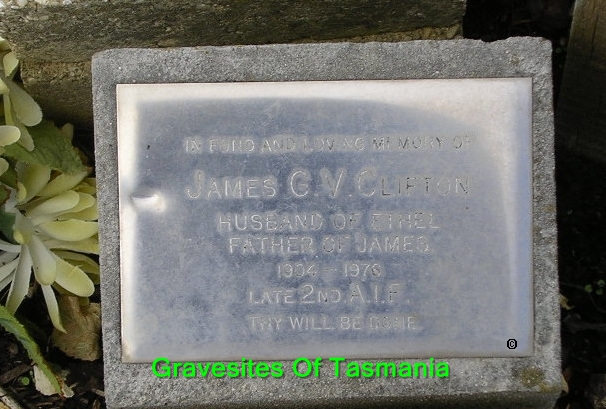 IN FOND AND LOVING MEMORY OF
JAMES G.V. CLIFTON
HUSBAND OF ETHEL
FATHER OF JAMES
1904 - 1976
LATE 2ND. A.I.F.
THY WILL BE DONE
©
Gravesites Of Tasmania